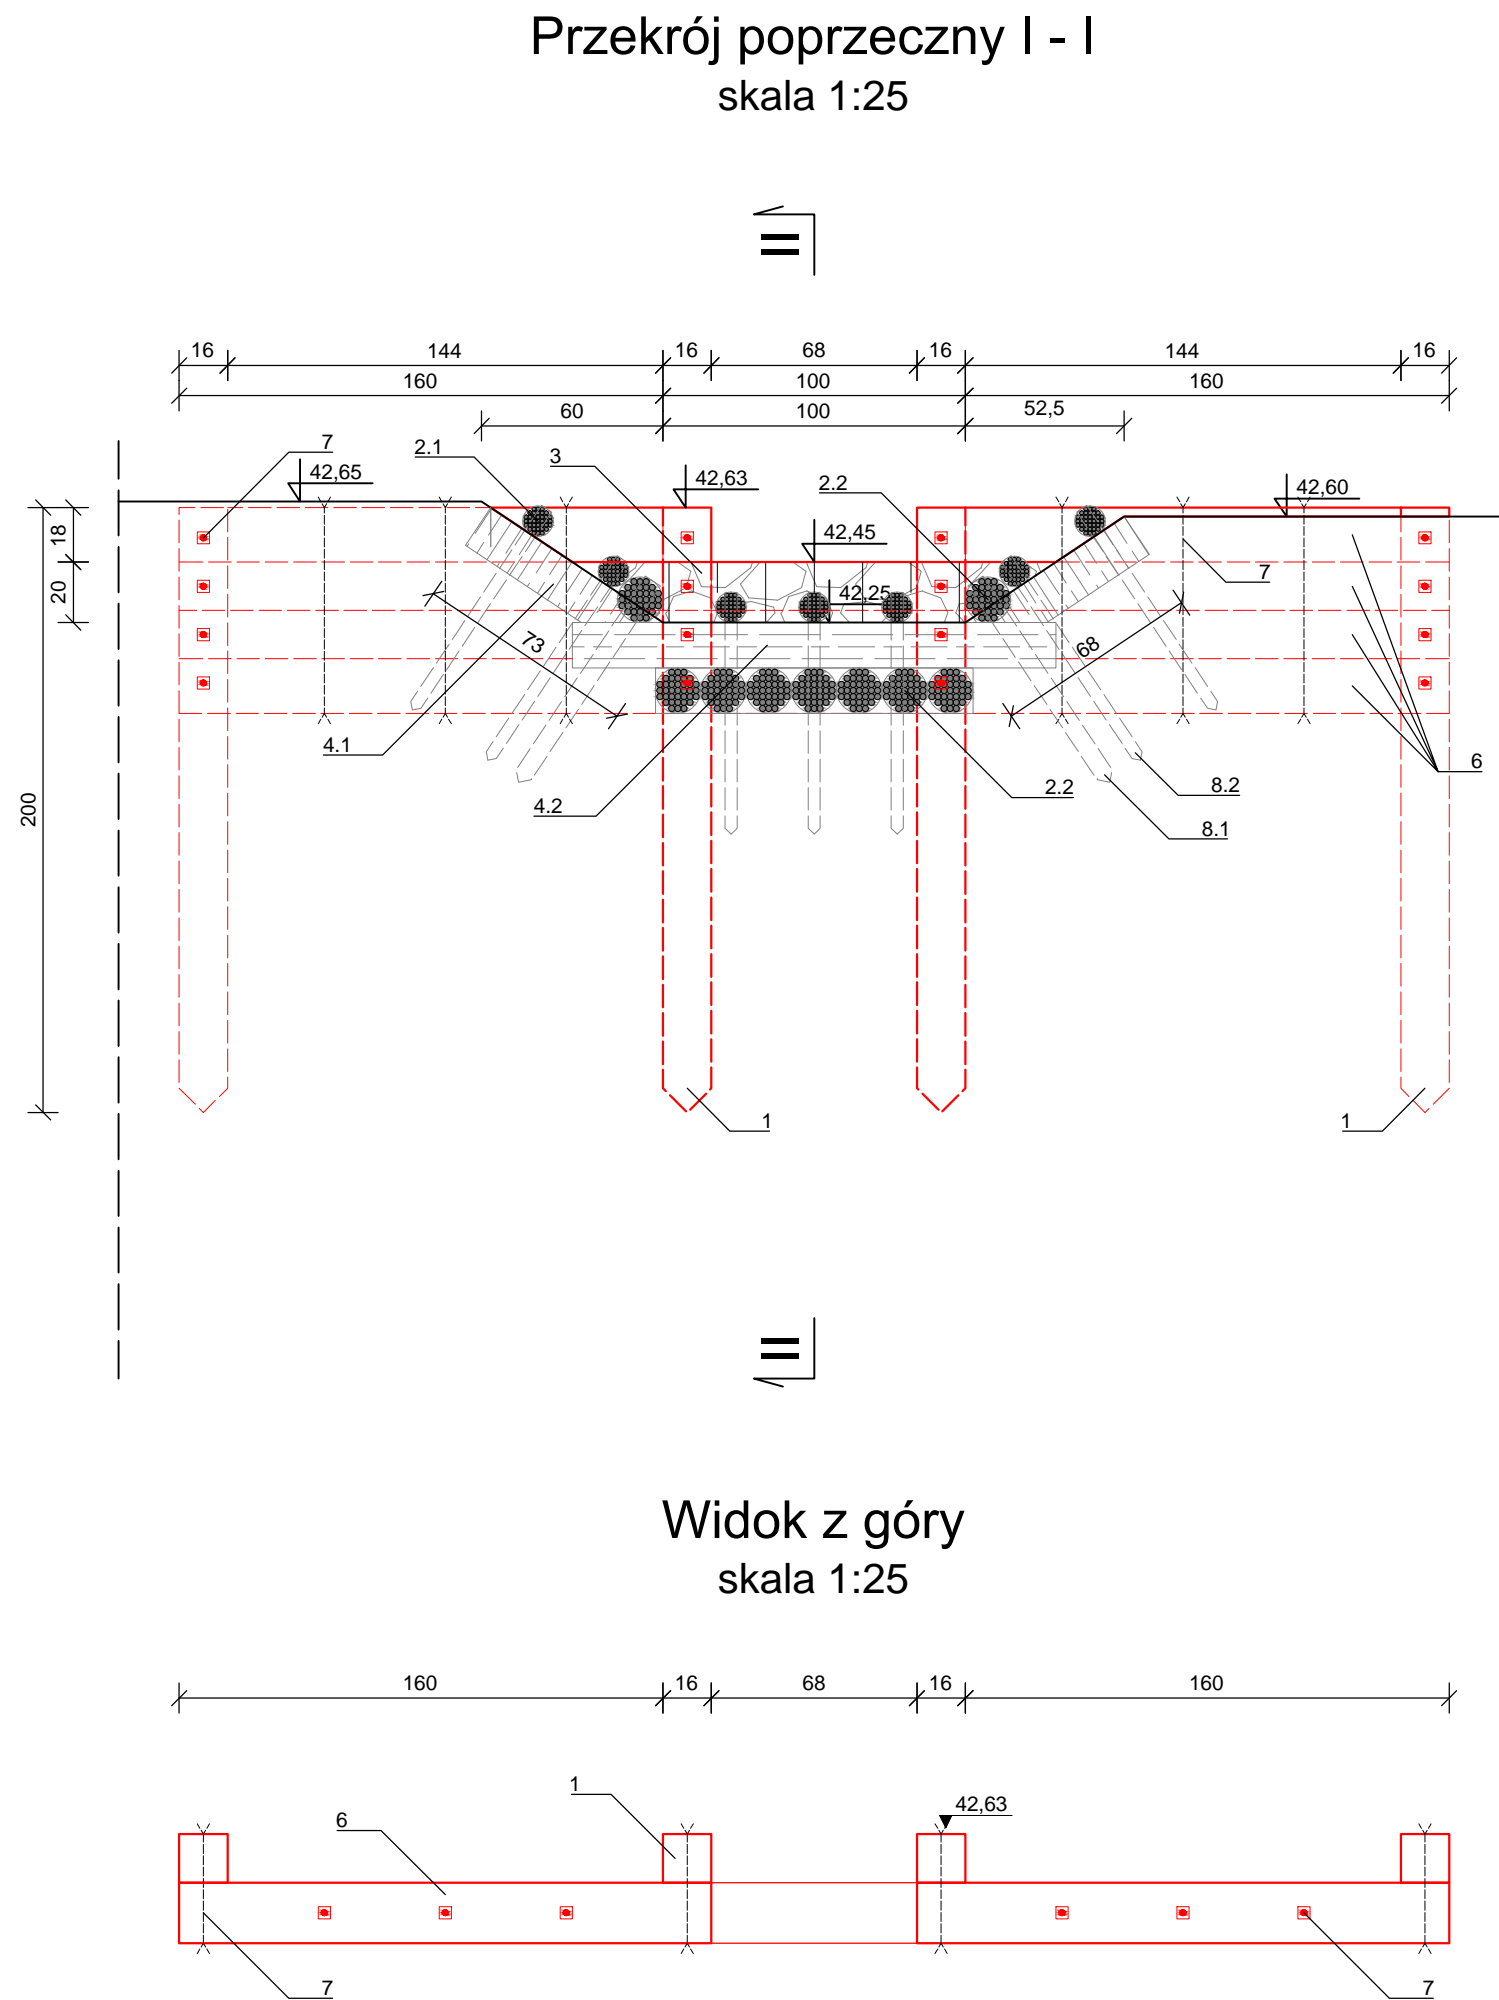 Przekrój poprzeczny I - I
skala 1:25
II
16 144 16 68 16 144 16
160 100 160
60 100 52,5
7 2.1 3 2.2
42,65 42,63 42,60
42,45
18
20
42,25
7
73 68
4.1 6
4.2 2.2 8.2
8.1
200
1 1
II
Widok z góry
skala 1:25
160 16 68 16 160
1
6 42,63
7 7